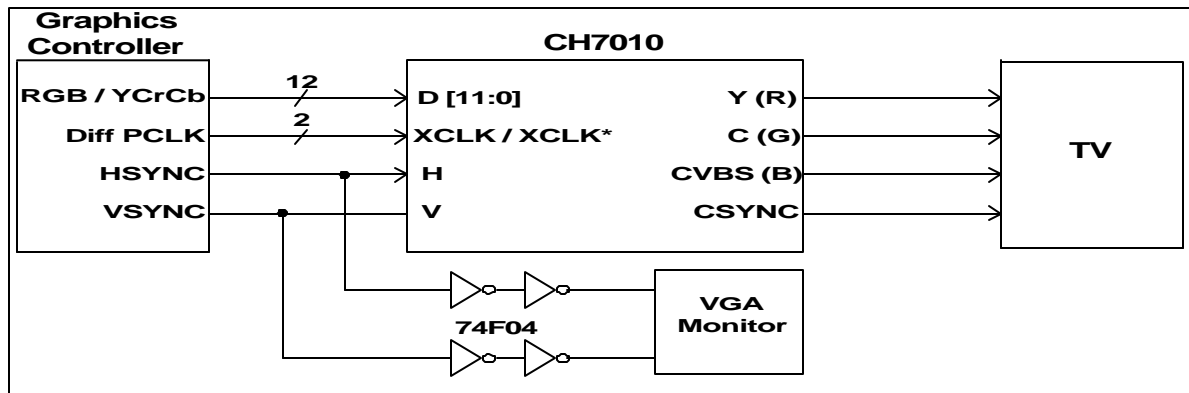 Graphics
Controller
CH7010
RGB / YCrCb
12
D [11:0]
Y (R)
Diff PCLK
2
XCLK / XCLK*
C (G)
TV
HSYNC
H
CVBS (B)
VSYNC
V
CSYNC
74F04
VGA
Monitor